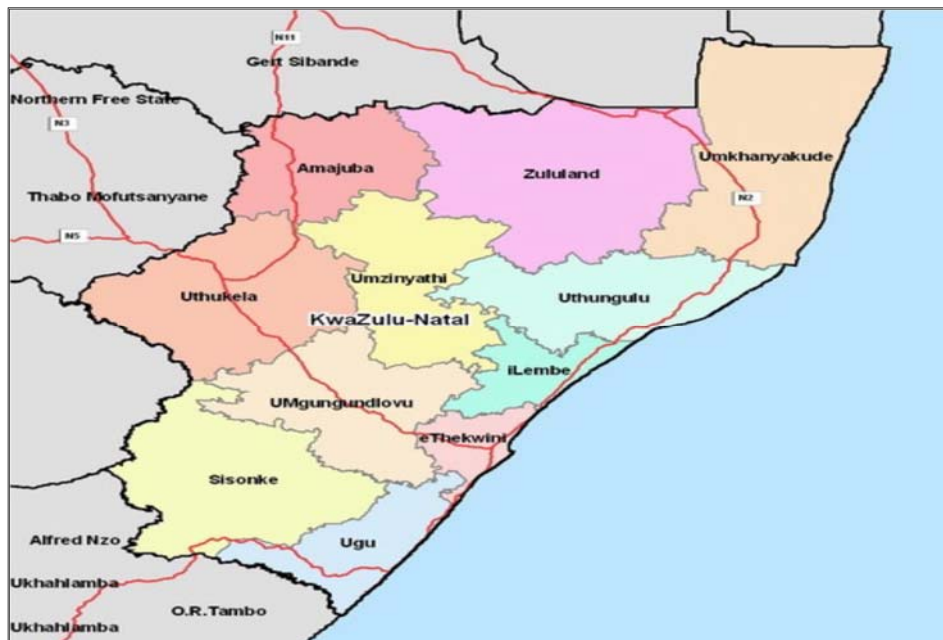 N11
Gert Sibande
Northern Free State
N3
Amajuba
Umkhanyakude
Zululand
Thabo Mofutsanyane
N2
N5
Umzinyathi
Uthukela
Uthungulu
KwaZulu-Natal
iLembe
UMgungundlovu
eThekwini
Sisonke
Alfred Nzo
Ugu
Ukhahlamba
O.R.Tambo
Ukhahlamba